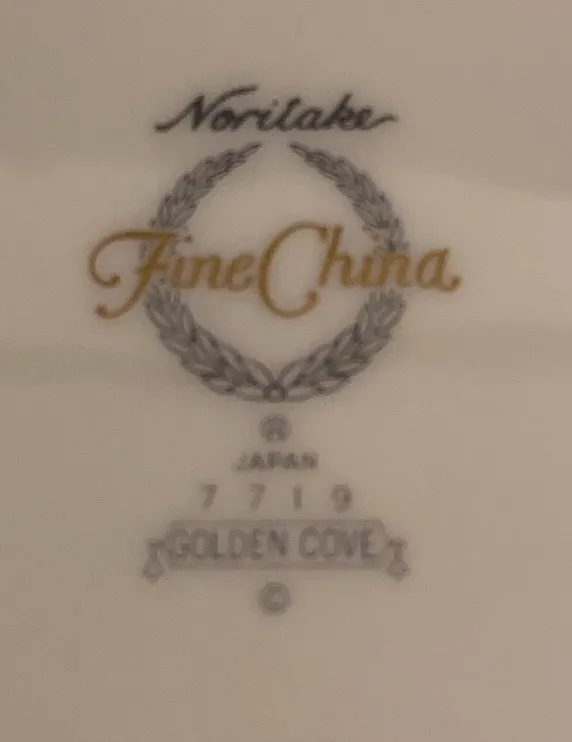 Noritake
Fine China
®
JAPAN
7719
GOLDEN COVE
©